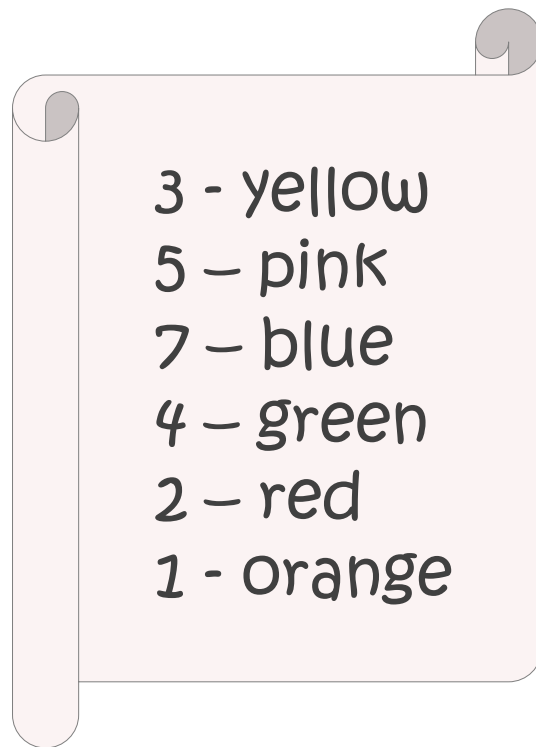 3 - yellow
5 – pink
7 – blue
4 – green
2 – red
1 - orange